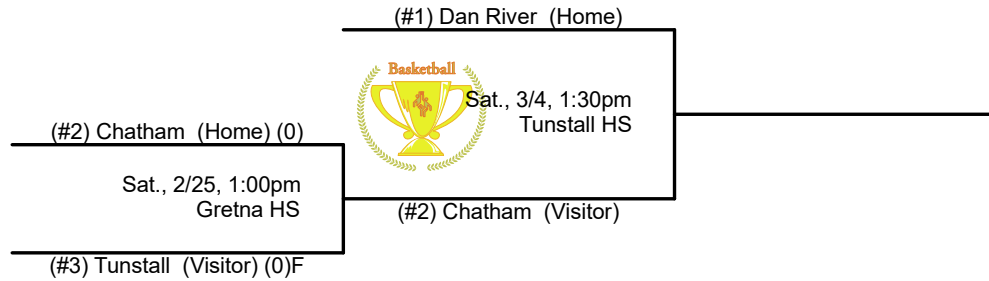 (#1) Dan River (Home)
Basketball
Sat., 3/4, 1:30pm
Tunstall HS
(#2) Chatham (Home) (0)
Sat., 2/25, 1:00pm
Gretna HS
(#2) Chatham (Visitor)
(#3) Tunstall (Visitor) (0)F